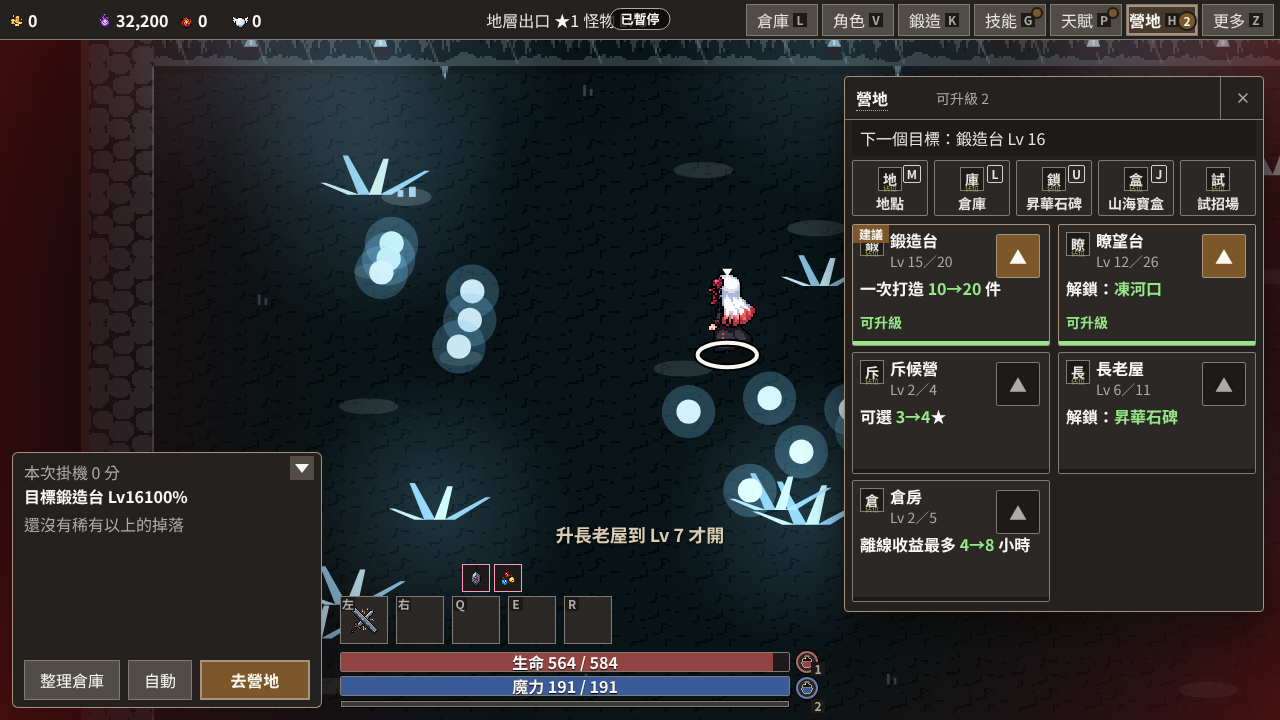 0
32,200
0
0
地層出口 ★1 怪物
已暫停
倉庫 L
角色 V
鍛造 K
技能 G
天賦 P
營地 H 2
更多 Z
營地
可升級 2
×
下一個目標：鍛造台 Lv 16
地 M
地點
庫 L
倉庫
鎖 U
昇華石碑
盒 J
山海寶盒
試
試招場
建議
鍛造台
Lv 15／20
一次打造 10→20 件
可升級
瞭
瞭望台
Lv 12／26
解鎖：凍河口
可升級
斥
斥候營
Lv 2／4
可選 3→4★
長
長老屋
Lv 6／11
解鎖：昇華石碑
倉
倉房
Lv 2／5
離線收益最多 4→8 小時
本次掛機 0 分
目標鍛造台 Lv16100%
還沒有稀有以上的掉落
整理倉庫
自動
去營地
升長老屋到 Lv 7 才開
左
右
Q
E
R
生命 564 / 584
1
魔力 191 / 191
2